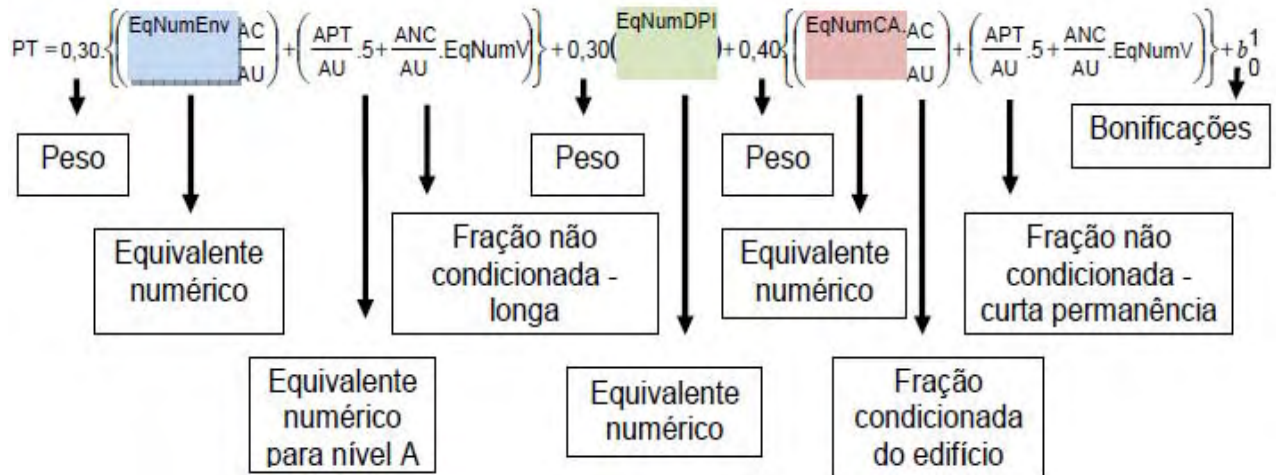 PT = 0,30.{(EqNumEnv AC/AU) + (APT/AU .5 + ANC/AU .EqNumV)} + 0,30(EqNumDPI) + 0,40{(EqNumCA. AC/AU) + (APT/AU .5 + ANC/AU .EqNumV)} + b 1 0
Peso
Peso
Peso
Bonificações
Equivalente
numérico
Fração não
condicionada -
longa
Equivalente
numérico
Fração não
condicionada -
curta permanência
Equivalente
numérico
para nível A
Equivalente
numérico
Fração
condicionada
do edifício